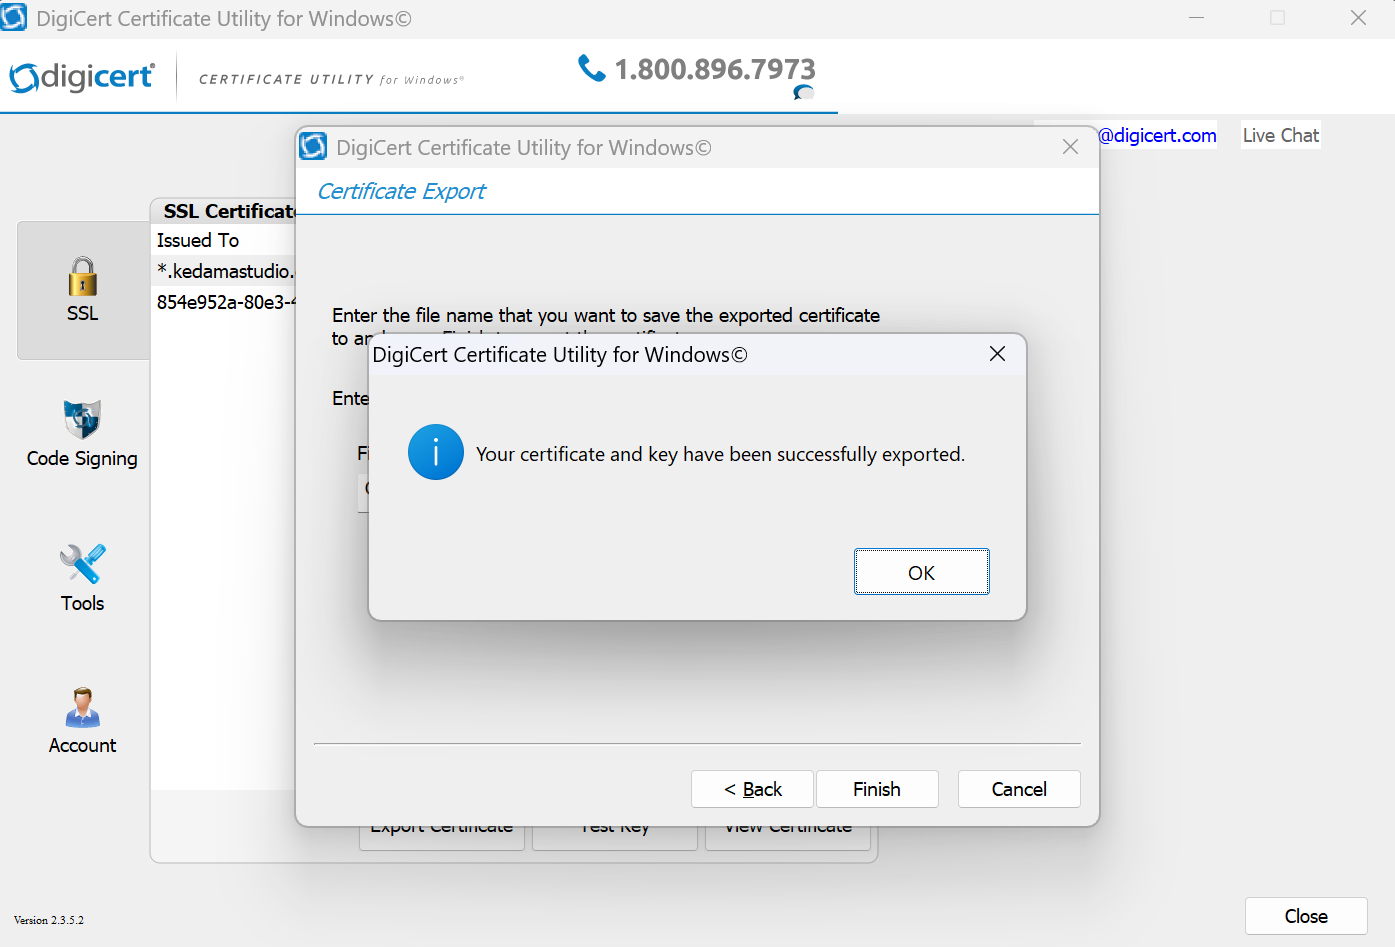 DigiCert Certificate Utility for Windows©
digicert®
CERTIFICATE UTILITY for Windows®
1.800.896.7973
@digicert.com
Live Chat
DigiCert Certificate Utility for Windows©
Certificate Export
SSL
Code Signing
Tools
Account
SSL Certificate
Issued To
*.kedamastudio.
854e952a-80e3-4
Enter the file name that you want to save the exported certificate
to
Ente
DigiCert Certificate Utility for Windows©
Your certificate and key have been successfully exported.
OK
< Back
Finish
Cancel
Export Certificate
Test Key
View Certificate
Version 2.3.5.2
Close